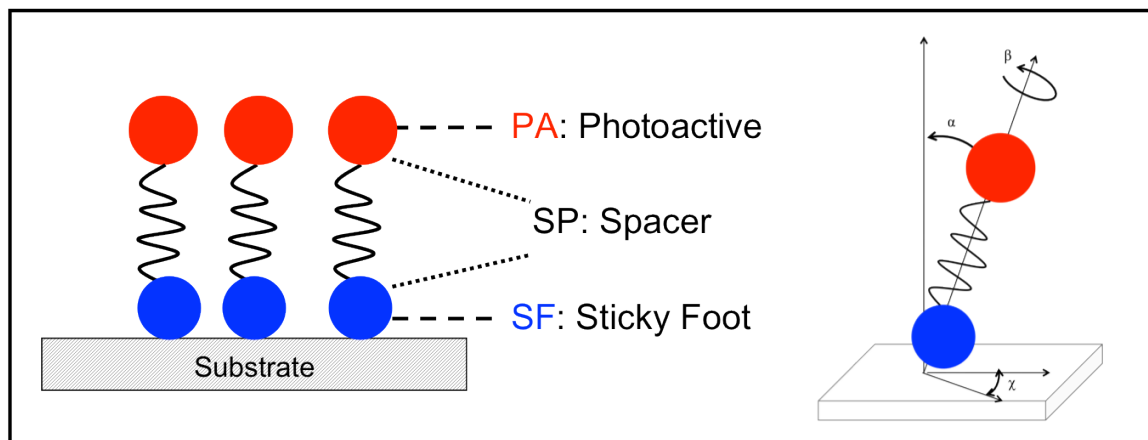 PA: Photoactive
SP: Spacer
SF: Sticky Foot
Substrate
β
α
χ